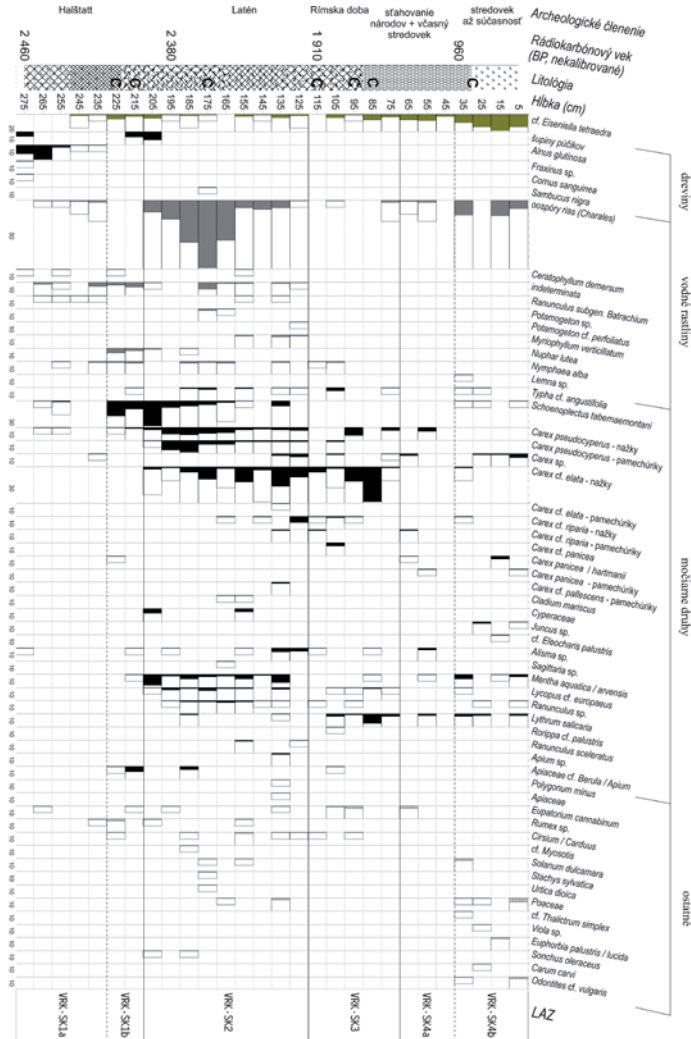 Halštatt
Latén
Rímska doba
sťahovanie
národov + včasný
stredovek
stredovek
až súčasnosť
Archeologické členenie
2 460
2 380
1 910
960
Rádiokarbónový vek
(BP, nekalibrované)
C C C C C C C
Litológia
275 265 255 245 235 225 215 205 195 185 175 165 155 145 135 125 115 105 95 85 75 65 55 45 35 25 15 5
Hĺbka (cm)
cf. Eiseniella tetraedra
šupiny púčikov
Alnus glutinosa
Fraxinus sp.
Cornus sanguinea
Sambucus nigra
oospóry rias (Charales)
Ceratophyllum demersum
indeterminata
Ranunculus subgen. Batrachium
Potamogeton sp.
Potamogeton cf. perfoliatus
Myriophyllum verticillatum
Nuphar lutea
Nymphaea alba
Lemna sp.
Typha cf. angustifolia
Schoenoplectus tabernaemontani
Carex pseudocyperus - nažky
Carex pseudocyperus - pamechúriky
Carex sp.
Carex cf. elata - nažky
Carex cf. elata - pamechúriky
Carex cf. riparia - nažky
Carex cf. riparia - pamechúriky
Carex cf. panicea
Carex panicea / hartmanii
Carex panicea - pamechúriky
Carex cf. pallescens - pamechúriky
Cladium mariscus
Cyperaceae
Juncus sp.
cf. Eleocharis palustris
Alisma sp.
Sagittaria sp.
Mentha aquatica / arvensis
Lycopus cf. europaeus
Ranunculus sp.
Lythrum salicaria
Rorippa cf. palustris
Ranunculus sceleratus
Apium sp.
Apiaceae cf. Berula / Apium
Polygonum minus
Apiaceae
Eupatorium cannabinum
Rumex sp.
Cirsium / Carduus
cf. Myosotis
Solanum dulcamara
Stachys sylvatica
Urtica dioica
Poaceae
cf. Thalictrum simplex
Viola sp.
Euphorbia palustris / lucida
Sonchus oleraceus
Carum carvi
Odontites cf. vulgaris
dreviny
vodné rastliny
močiarne druhy
ostatné
VRK-SK1a
VRK-SK1b
VRK-SK2
VRK-SK3
VRK-SK4a
VRK-SK4b
LAZ